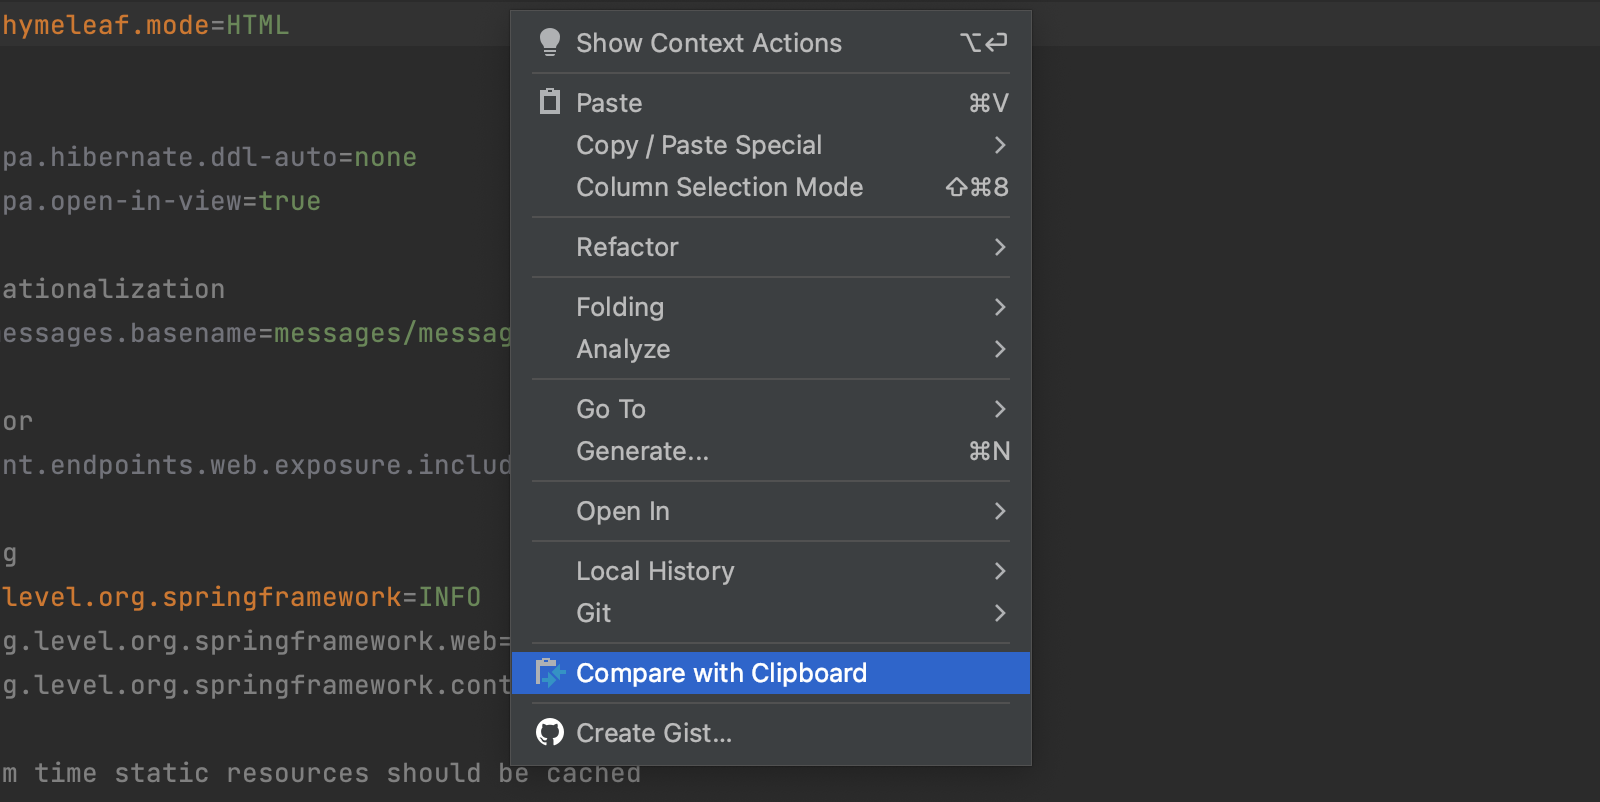 hymeleaf.mode=HTML
pa.hibernate.ddl-auto=none
pa.open-in-view=true
ationalization
essages.basename=messages/messag
or
nt.endpoints.web.exposure.includ
g
level.org.springframework=INFO
g.level.org.springframework.web=
g.level.org.springframework.cont
m time static resources should be cached
Show Context Actions ⌥⏎
Paste ⌘V
Copy / Paste Special
Column Selection Mode ⇧⌘8
Refactor
Folding
Analyze
Go To
Generate... ⌘N
Open In
Local History
Git
Compare with Clipboard
Create Gist...